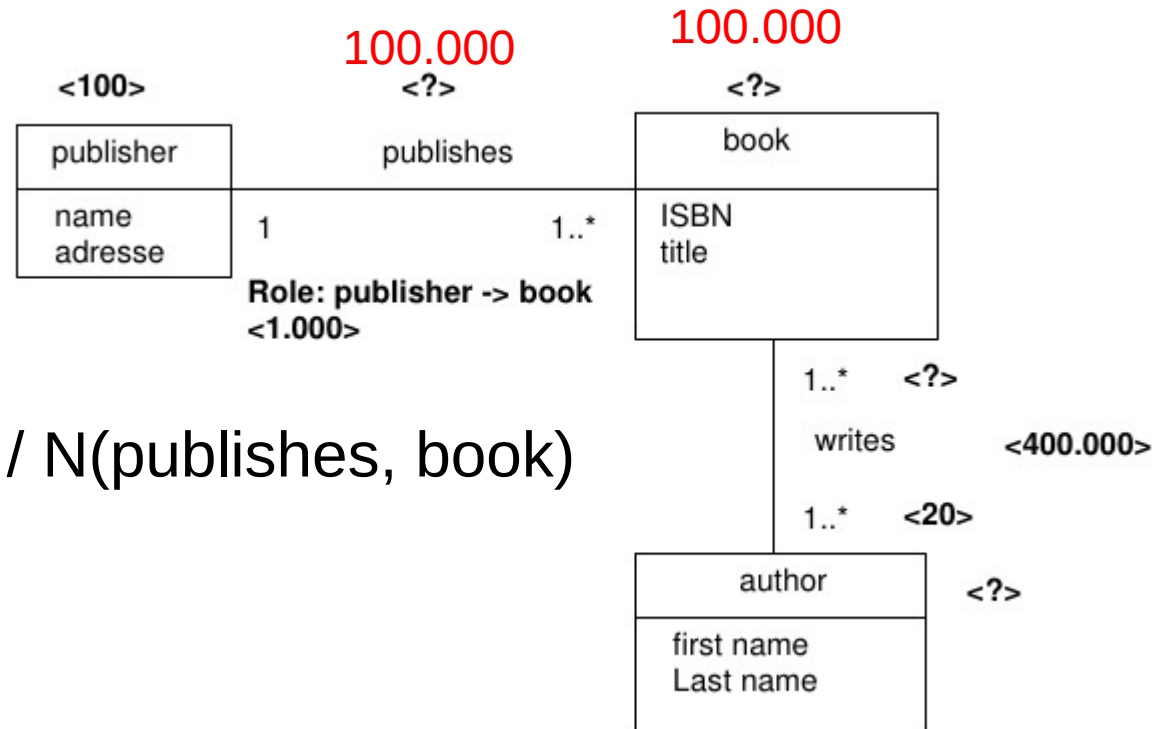 100.000
100.000
<100>
<?>
<?>
publisher
publishes
book
name
adresse
1
1..*
ISBN
title
Role: publisher -> book
<1.000>
1..*
<?>
/ N(publishes, book)
writes
<400.000>
1..*
<20>
author
<?>
first name
Last name